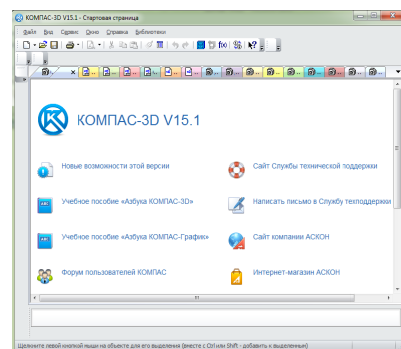 КОМПАС-3D V15.1 - Стартовая страница
Файл Вид Сервис Окно Справка Библиотеки
КОМПАС-3D V15.1
Новые возможности этой версии
Сайт Службы технической поддержки
Учебное пособие «Азбука КОМПАС-3D»
Написать письмо в Службу техподдержки
Учебное пособие «Азбука КОМПАС-График»
Сайт компании АСКОН
Форум пользователей КОМПАС
Интернет-магазин АСКОН
Щелкните левой кнопкой мыши на объекте для его выделения (вместе с Ctrl или Shift - добавить к выделенным)